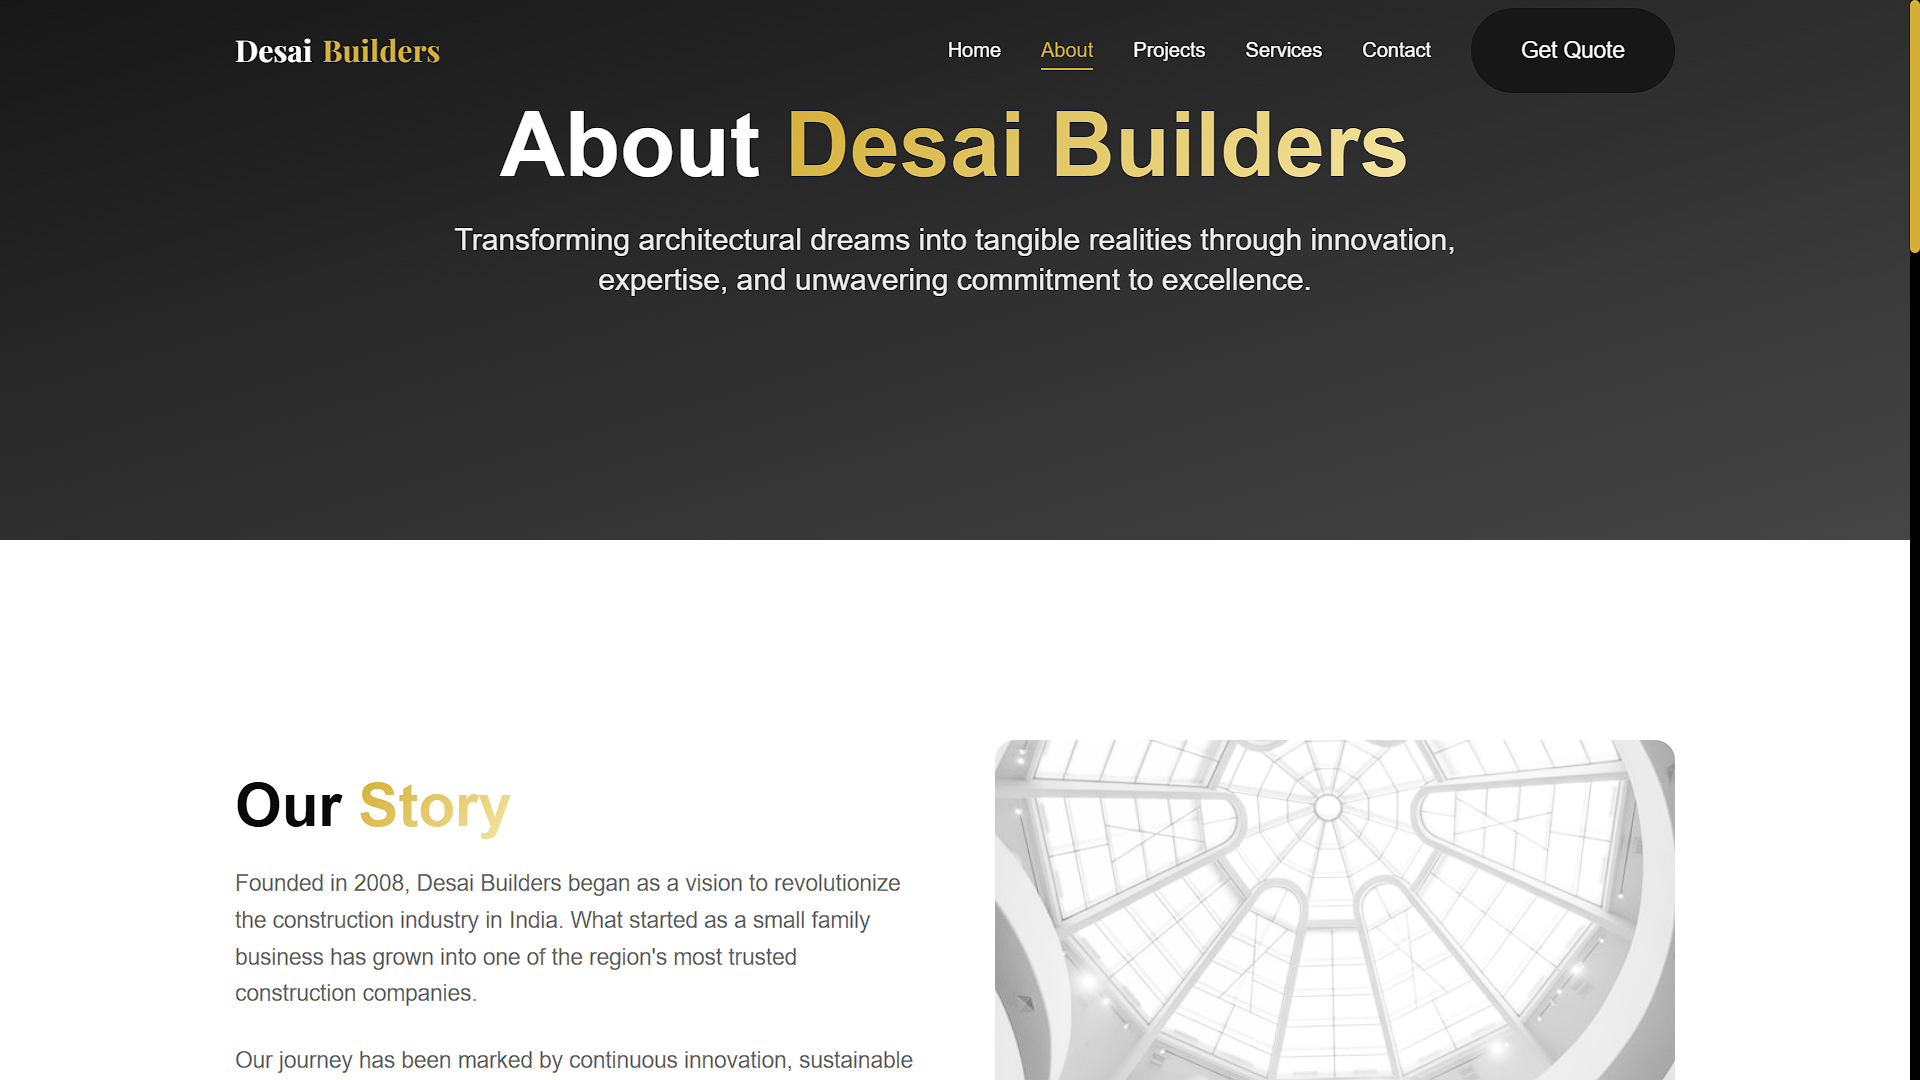 Desai Builders
Home
About
Projects
Services
Contact
Get Quote
About Desai Builders
Transforming architectural dreams into tangible realities through innovation,
expertise, and unwavering commitment to excellence.
Our Story
Founded in 2008, Desai Builders began as a vision to revolutionize
the construction industry in India. What started as a small family
business has grown into one of the region's most trusted
construction companies.
Our journey has been marked by continuous innovation, sustainable